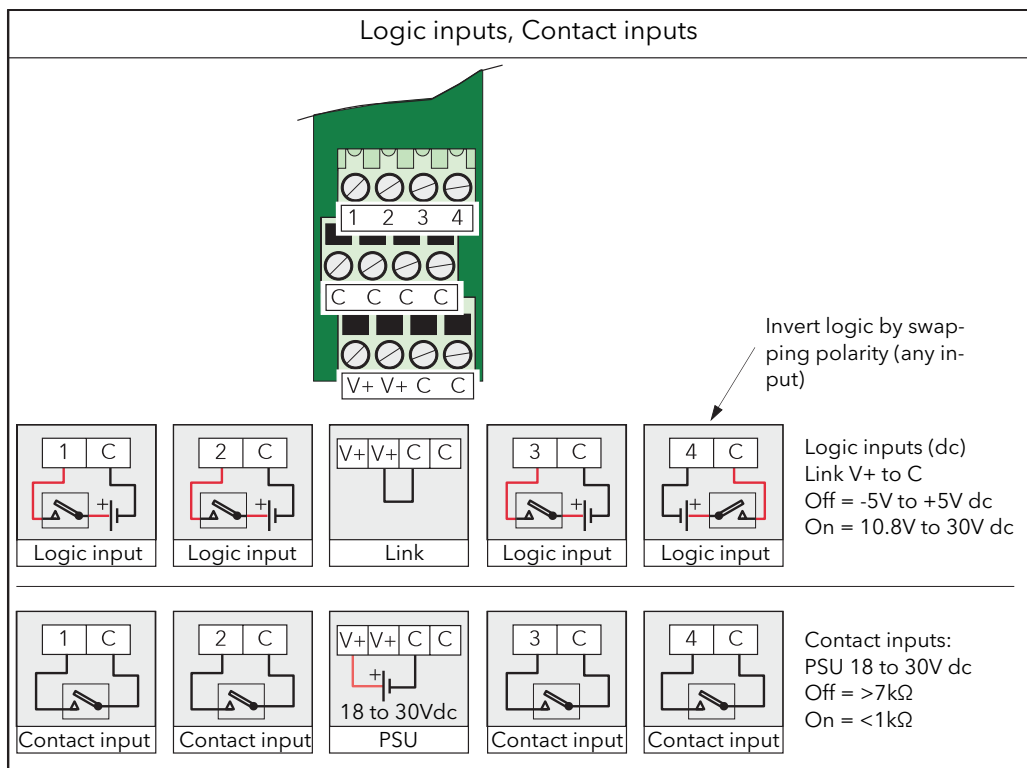 Logic inputs, Contact inputs
1 2 3 4
C C C C
V+ V+ C C
Invert logic by swap-
ping polarity (any in-
put)
1 C
+
Logic input
2 C
+
Logic input
V+ V+ C C
Link
3 C
+
Logic input
4 C
+
Logic input
Logic inputs (dc)
Link V+ to C
Off = -5V to +5V dc
On = 10.8V to 30V dc
1 C
Contact input
2 C
Contact input
V+ V+ C C
+
18 to 30Vdc
PSU
3 C
Contact input
4 C
Contact input
Contact inputs:
PSU 18 to 30V dc
Off = >7kΩ
On = <1kΩ